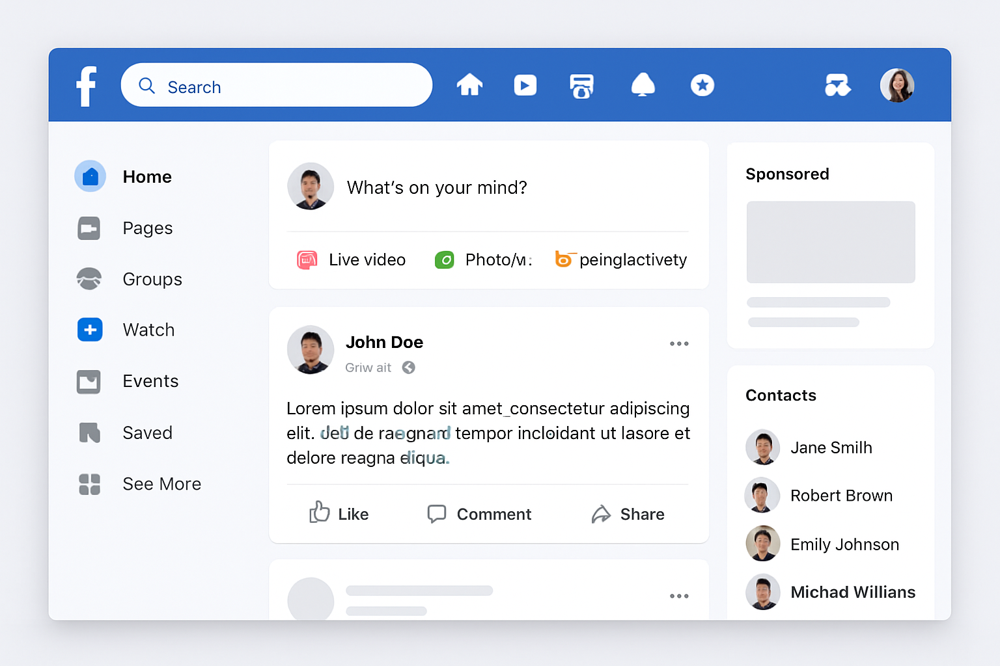 f
Search
Home
Pages
Groups
Watch
Events
Saved
See More
What's on your mind?
Live video
Photo/
peinglactivety
John Doe
Griw ait
Lorem ipsum dolor sit amet_consectetur adipiscing
elit. de raegnard tempor incloidant ut lasore et
delore reagna eliqua.
Like
Comment
Share
Sponsored
Contacts
Jane Smilh
Robert Brown
Emily Johnson
Michad Willians